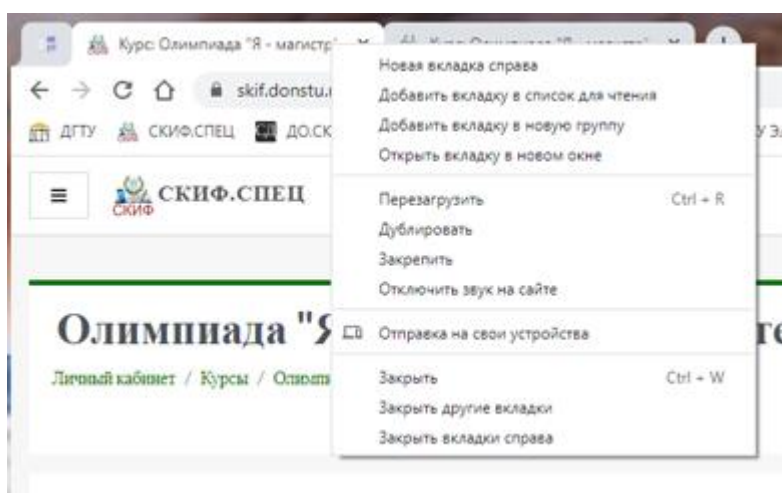 Курс: Олимпиада "Я - магистр"
skif.donstu.
ДГТУ СКИФ.СПЕЦ ДО.СК
СКИФ
СКИФ.СПЕЦ
Олимпиада "Я
Личный кабинет / Курсы / Олимп
Новая вкладка справа
Добавить вкладку в список для чтения
Добавить вкладку в новую группу
Открыть вкладку в новом окне
Перезагрузить Ctrl + R
Дублировать
Закрепить
Отключить звук на сайте
Отправка на свои устройства
Закрыть Ctrl + W
Закрыть другие вкладки
Закрыть вкладки справа